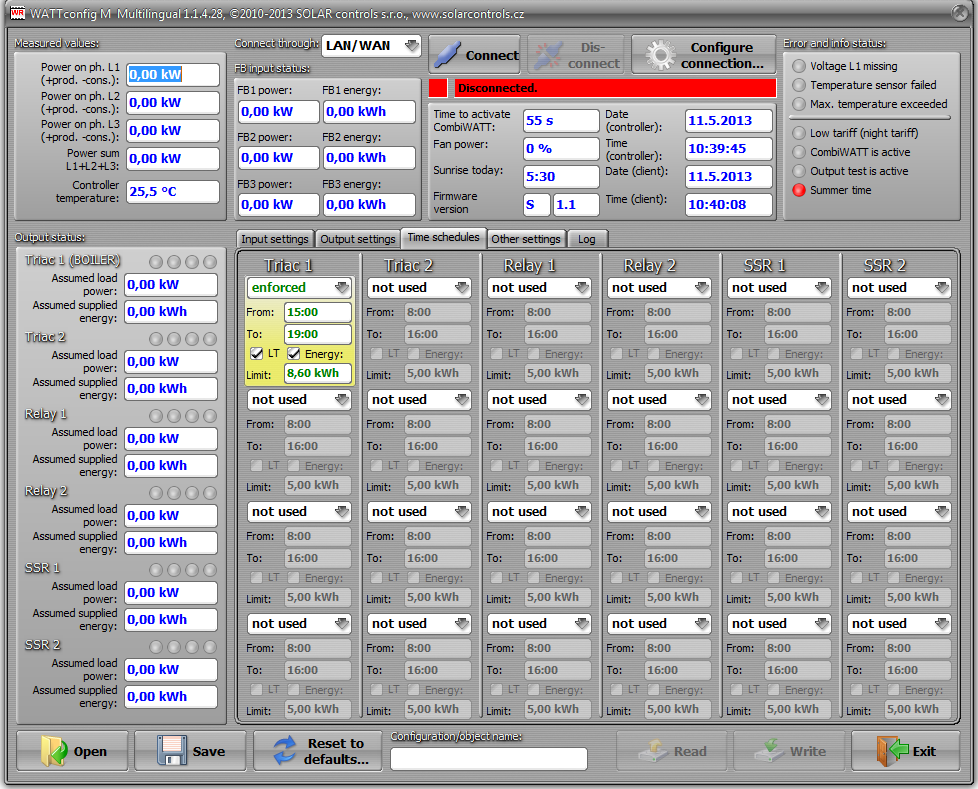 WATTconfig M Multilingual 1.1.4.28, ©2010-2013 SOLAR controls s.r.o., www.solarcontrols.cz
Measured values:
Power on ph. L1
(+prod. -cons.):
0,00 kW
Power on ph. L2
(+prod. -cons.):
0,00 kW
Power on ph. L3
(+prod. -cons.):
0,00 kW
Power sum
L1+L2+L3:
0,00 kW
Controller
temperature:
25,5 °C
Connect through: LAN/WAN
FB input status:
FB1 power: FB1 energy:
0,00 kW 0,00 kWh
FB2 power: FB2 energy:
0,00 kW 0,00 kWh
FB3 power: FB3 energy:
0,00 kW 0,00 kWh
Connect
Dis-
connect
Configure
connection...
Disconnected.
Time to activate
CombiWATT:
55 s
Fan power:
0 %
Sunrise today:
5:30
Firmware
version
S 1.1
Date
(controller):
11.5.2013
Time
(controller):
10:39:45
Date (client):
11.5.2013
Time (client):
10:40:08
Error and info status:
Voltage L1 missing
Temperature sensor failed
Max. temperature exceeded
Low tariff (night tariff)
CombiWATT is active
Output test is active
Summer time
Output status:
Triac 1 (BOILER)
Assumed load
power:
0,00 kW
Assumed supplied
energy:
0,00 kWh
Triac 2
Assumed load
power:
0,00 kW
Assumed supplied
energy:
0,00 kWh
Relay 1
Assumed load
power:
0,00 kW
Assumed supplied
energy:
0,00 kWh
Relay 2
Assumed load
power:
0,00 kW
Assumed supplied
energy:
0,00 kWh
SSR 1
Assumed load
power:
0,00 kW
Assumed supplied
energy:
0,00 kWh
SSR 2
Assumed load
power:
0,00 kW
Assumed supplied
energy:
0,00 kWh
Input settings Output settings Time schedules Other settings Log
Triac 1 Triac 2 Relay 1 Relay 2 SSR 1 SSR 2
enforced not used not used not used not used not used
From: 15:00 From: 8:00 From: 8:00 From: 8:00 From: 8:00 From: 8:00
To: 19:00 To: 16:00 To: 16:00 To: 16:00 To: 16:00 To: 16:00
LT Energy: LT Energy: LT Energy: LT Energy: LT Energy: LT Energy:
Limit: 8,60 kWh Limit: 5,00 kWh Limit: 5,00 kWh Limit: 5,00 kWh Limit: 5,00 kWh Limit: 5,00 kWh
not used not used not used not used not used not used
From: 8:00 From: 8:00 From: 8:00 From: 8:00 From: 8:00 From: 8:00
To: 16:00 To: 16:00 To: 16:00 To: 16:00 To: 16:00 To: 16:00
LT Energy: LT Energy: LT Energy: LT Energy: LT Energy: LT Energy:
Limit: 5,00 kWh Limit: 5,00 kWh Limit: 5,00 kWh Limit: 5,00 kWh Limit: 5,00 kWh Limit: 5,00 kWh
not used not used not used not used not used not used
From: 8:00 From: 8:00 From: 8:00 From: 8:00 From: 8:00 From: 8:00
To: 16:00 To: 16:00 To: 16:00 To: 16:00 To: 16:00 To: 16:00
LT Energy: LT Energy: LT Energy: LT Energy: LT Energy: LT Energy:
Limit: 5,00 kWh Limit: 5,00 kWh Limit: 5,00 kWh Limit: 5,00 kWh Limit: 5,00 kWh Limit: 5,00 kWh
not used not used not used not used not used not used
From: 8:00 From: 8:00 From: 8:00 From: 8:00 From: 8:00 From: 8:00
To: 16:00 To: 16:00 To: 16:00 To: 16:00 To: 16:00 To: 16:00
LT Energy: LT Energy: LT Energy: LT Energy: LT Energy: LT Energy:
Limit: 5,00 kWh Limit: 5,00 kWh Limit: 5,00 kWh Limit: 5,00 kWh Limit: 5,00 kWh Limit: 5,00 kWh
Open
Save
Reset to
defaults...
Configuration/object name:
Read
Write
Exit